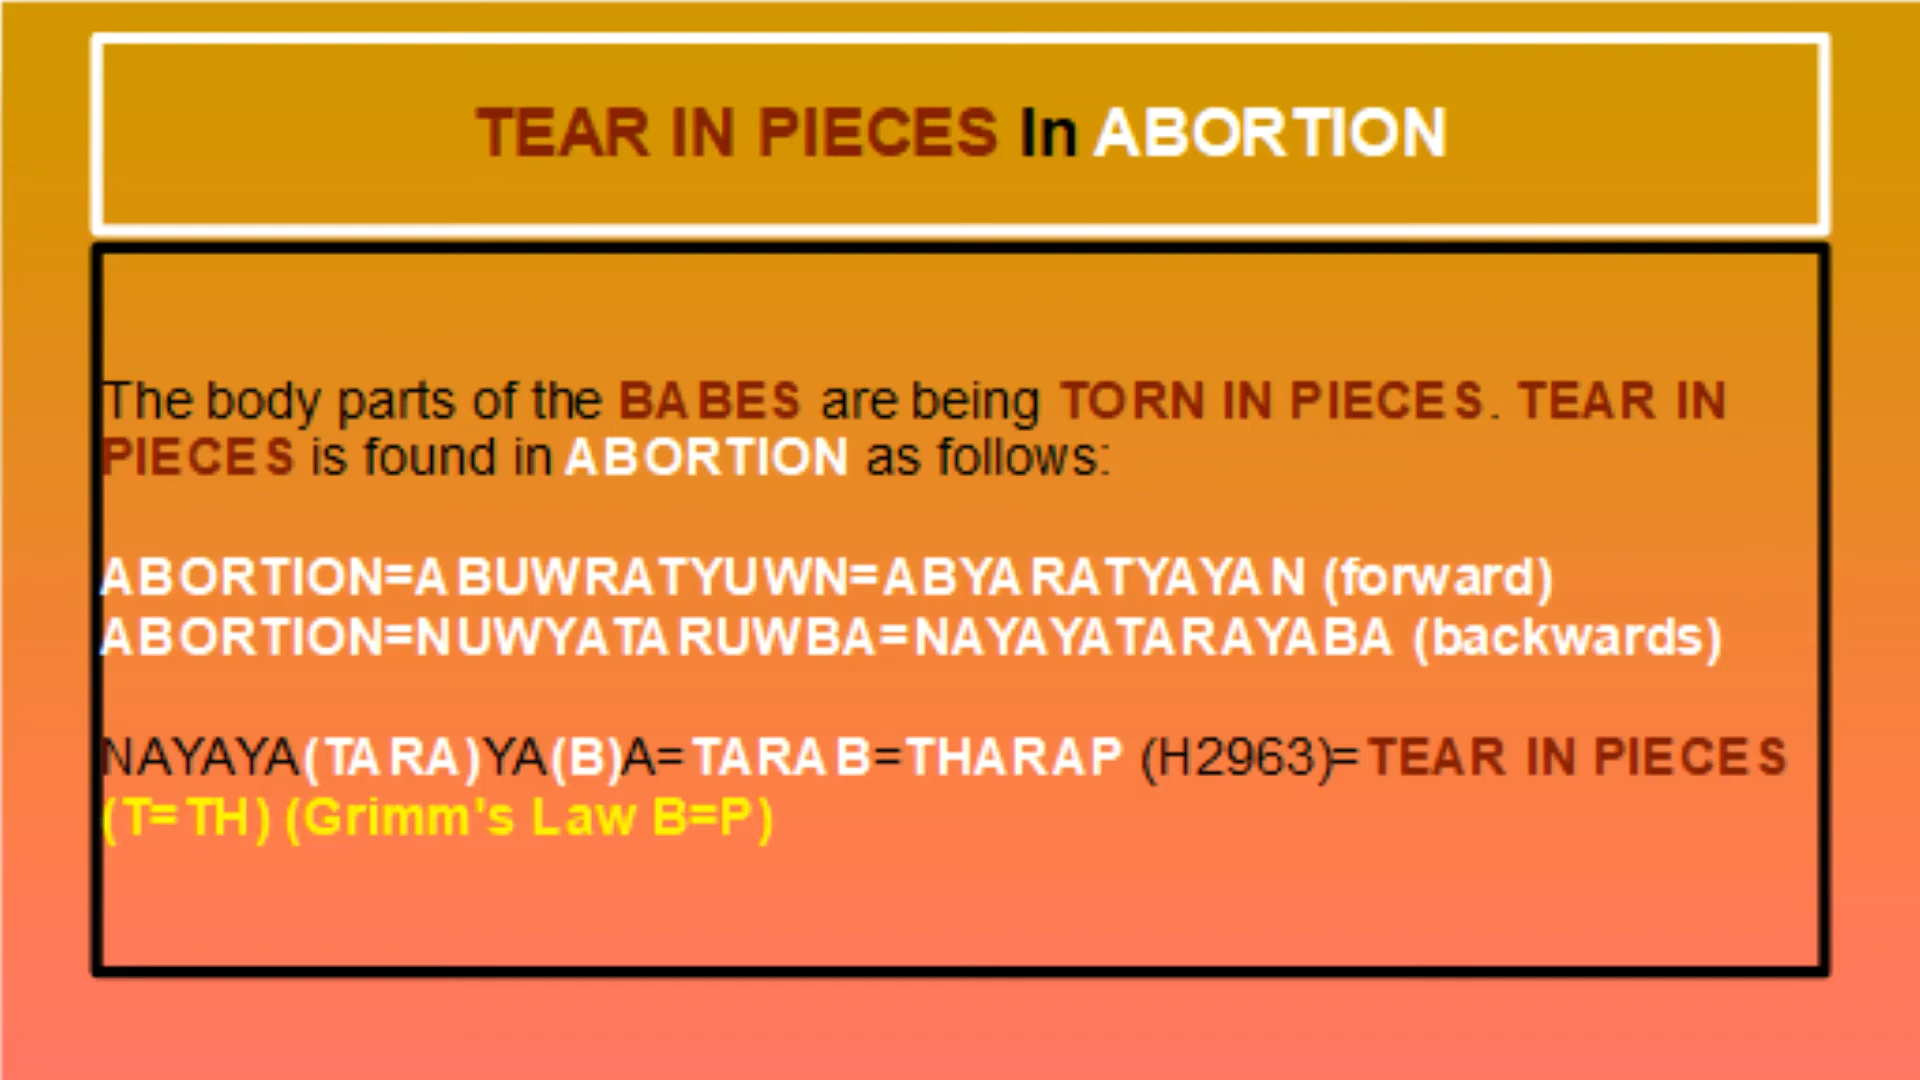 TEAR IN PIECES In ABORTION
The body parts of the BABES are being TORN IN PIECES. TEAR IN
PIECES is found in ABORTION as follows:
ABORTION=ABUWRATYUWN=ABYARATYAYAN (forward)
ABORTION=NUWYATARUWBA=NAYAYATARAYABA (backwards)
NAYAYA(TARA)YA(B)A=TARAB=THARAP (H2963)=TEAR IN PIECES
(T=TH) (Grimm's Law B=P)